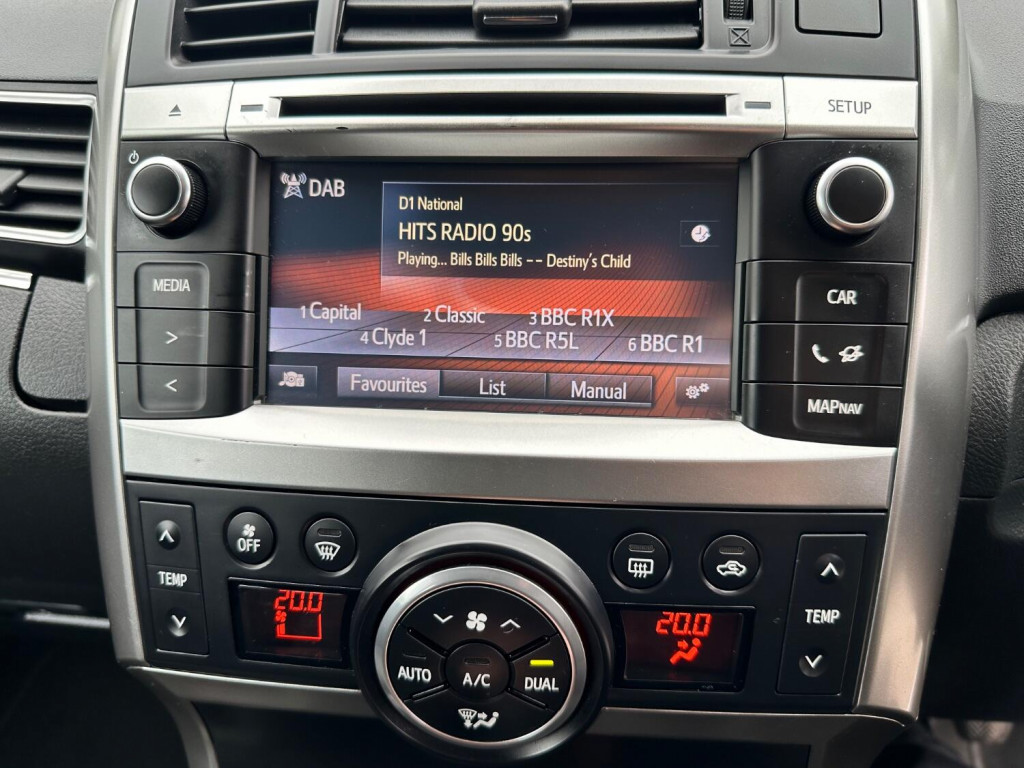 SETUP
DAB
D1 National
HITS RADIO 90s
Playing... Bills Bills Bills -- Destiny's Child
MEDIA
>
<
CAR
MAPNAV
1 Capital 2 Classic 3 BBC R1X
4 Clyde 1 5 BBC R5L 6 BBC R1
Favourites List Manual
OFF
TEMP
20.0
20.0
TEMP
AUTO A/C DUAL